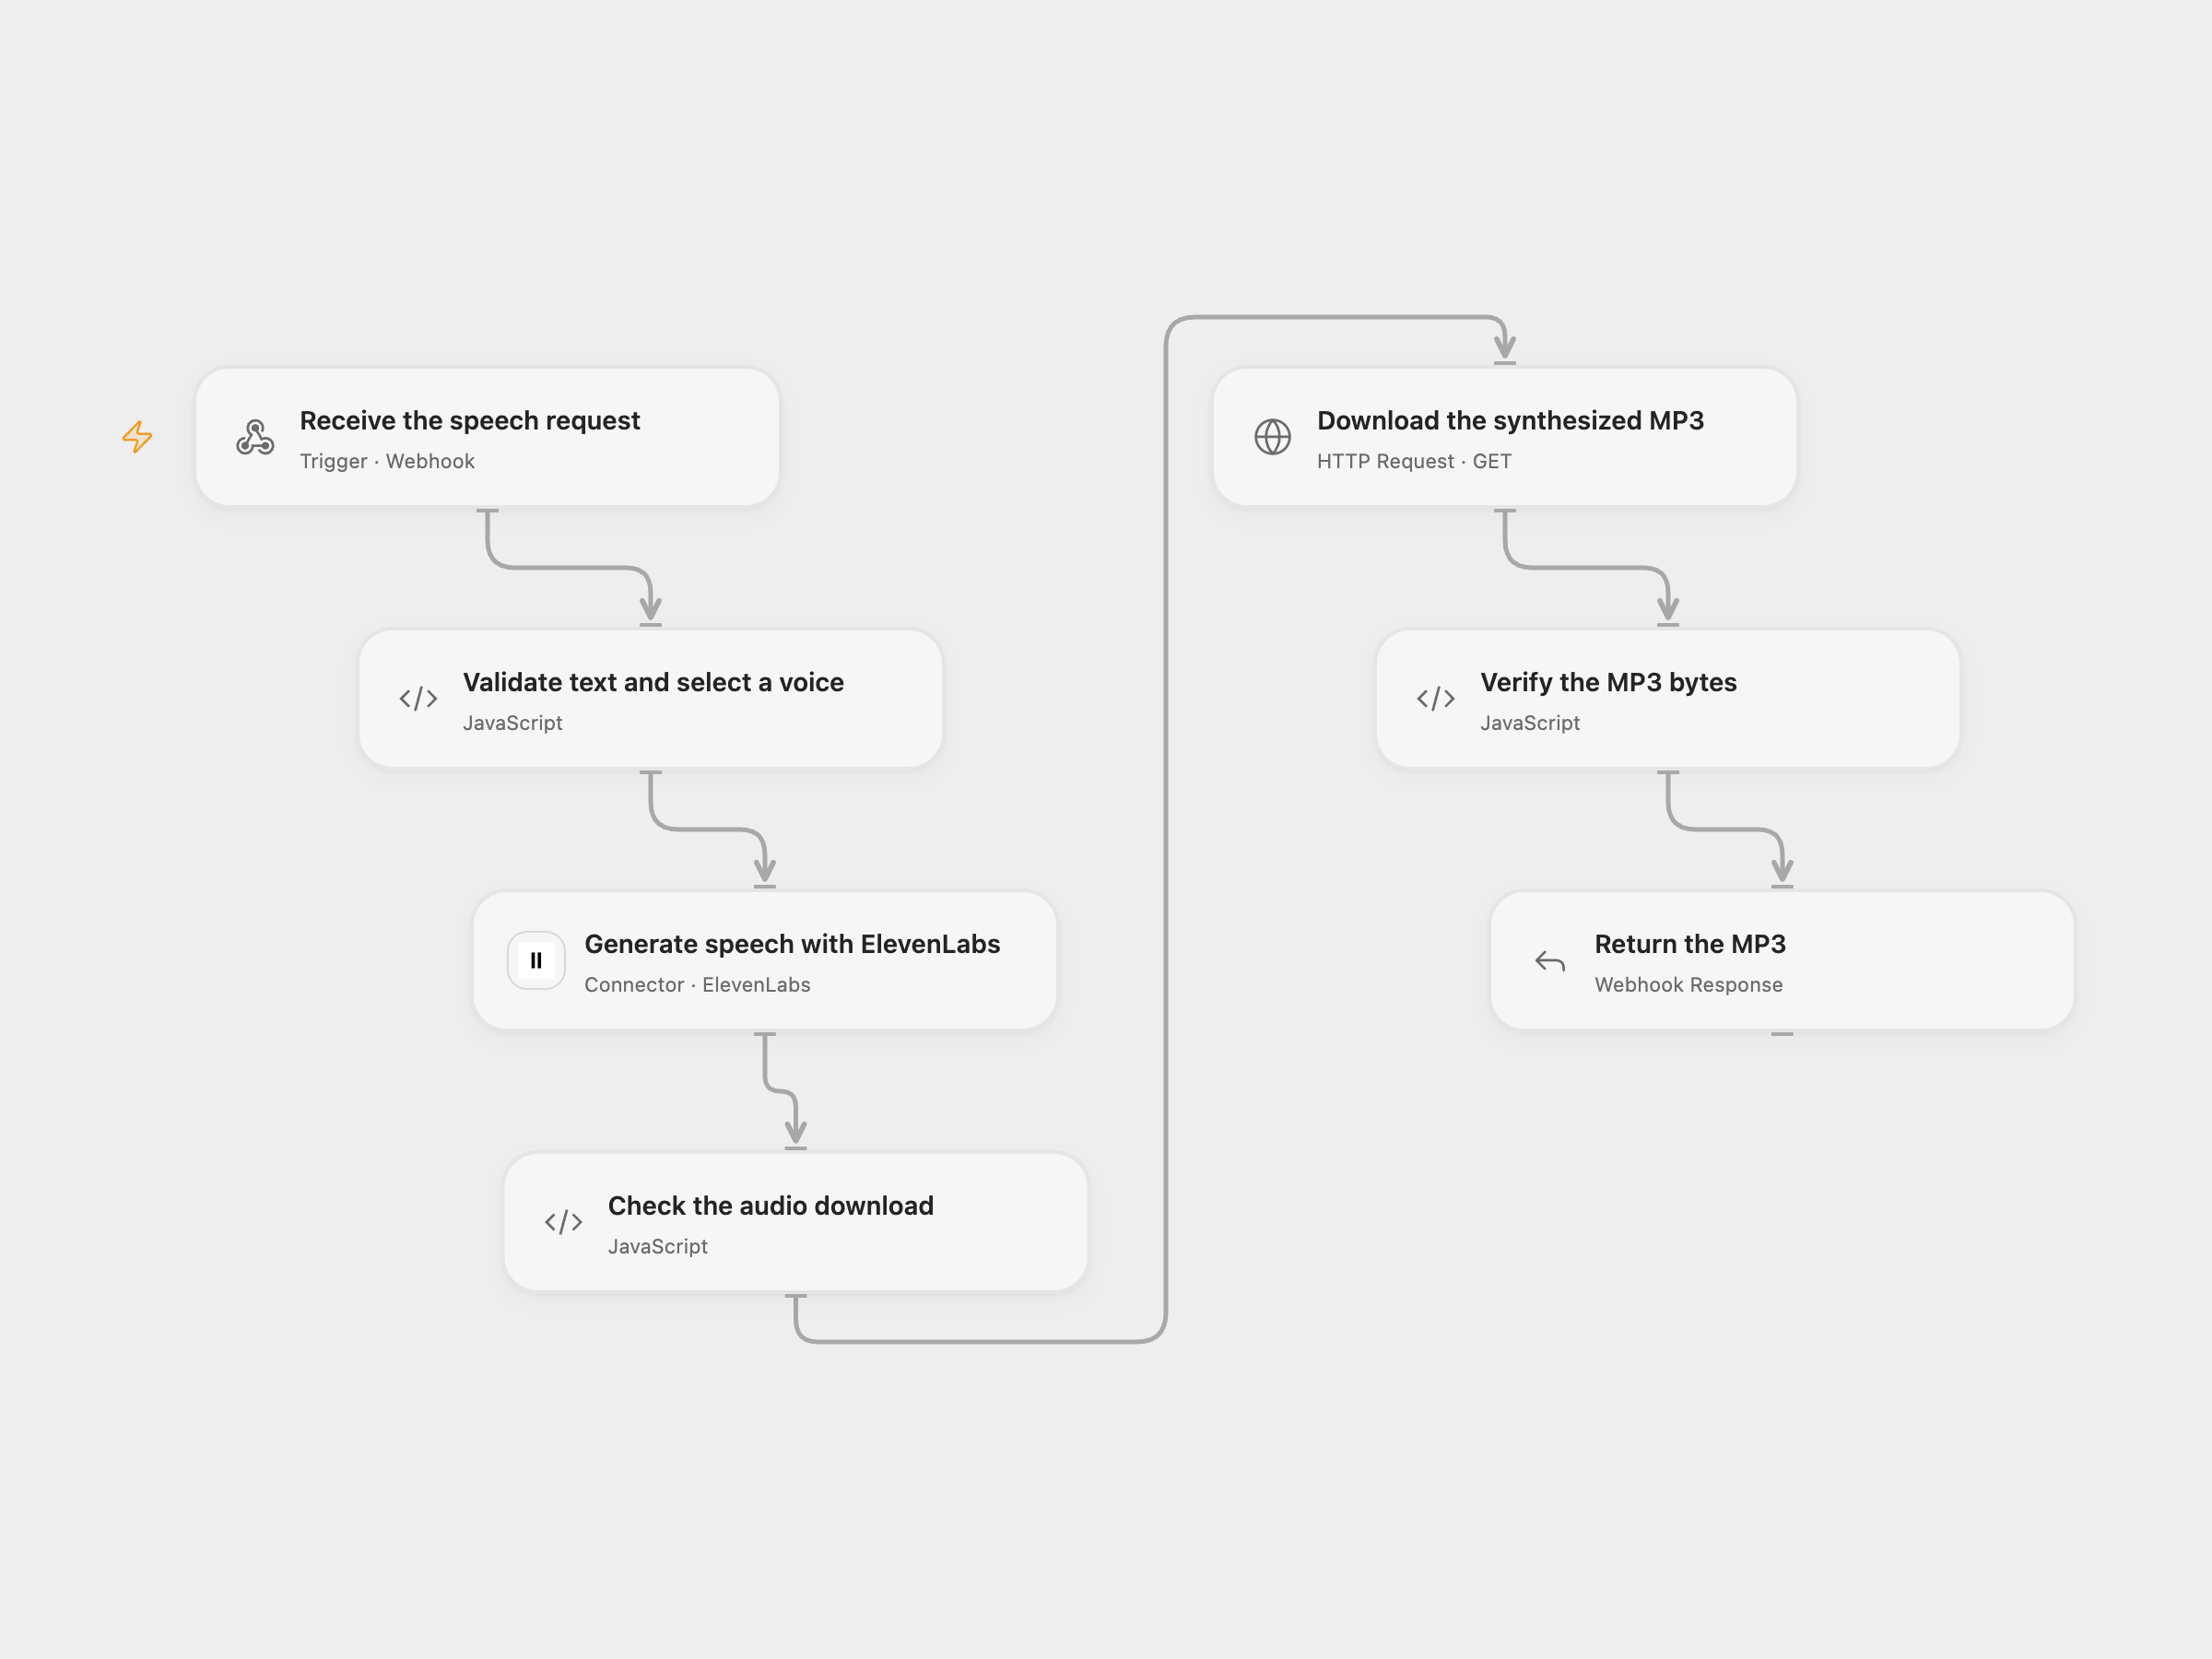 Receive the speech request
Trigger · Webhook
Validate text and select a voice
JavaScript
Generate speech with ElevenLabs
Connector · ElevenLabs
Check the audio download
JavaScript
Download the synthesized MP3
HTTP Request · GET
Verify the MP3 bytes
JavaScript
Return the MP3
Webhook Response